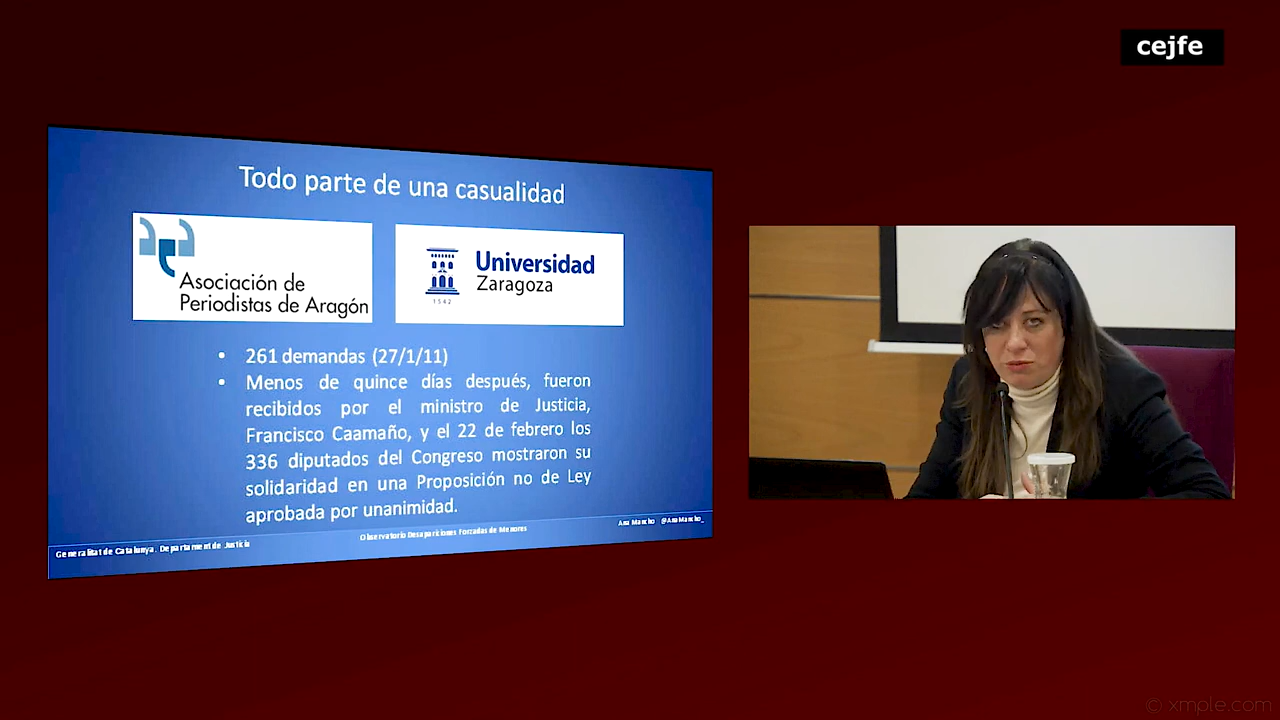 cejfe
Todo parte de una casualidad
Asociación de
Periodistas de Aragón
Universidad
Zaragoza
1542
• 261 demandas (27/1/11)
• Menos de quince días después, fueron
recibidos por el ministro de Justicia,
Francisco Caamaño, y el 22 de febrero los
336 diputados del Congreso mostraron su
solidaridad en una Proposición no de Ley
aprobada por unanimidad.
Generalitat de Catalunya. Departament de Justicia
Observatorio Desapariciones Forzadas de Menores
Ana Mancho @AnaMancho_
© xmple.com